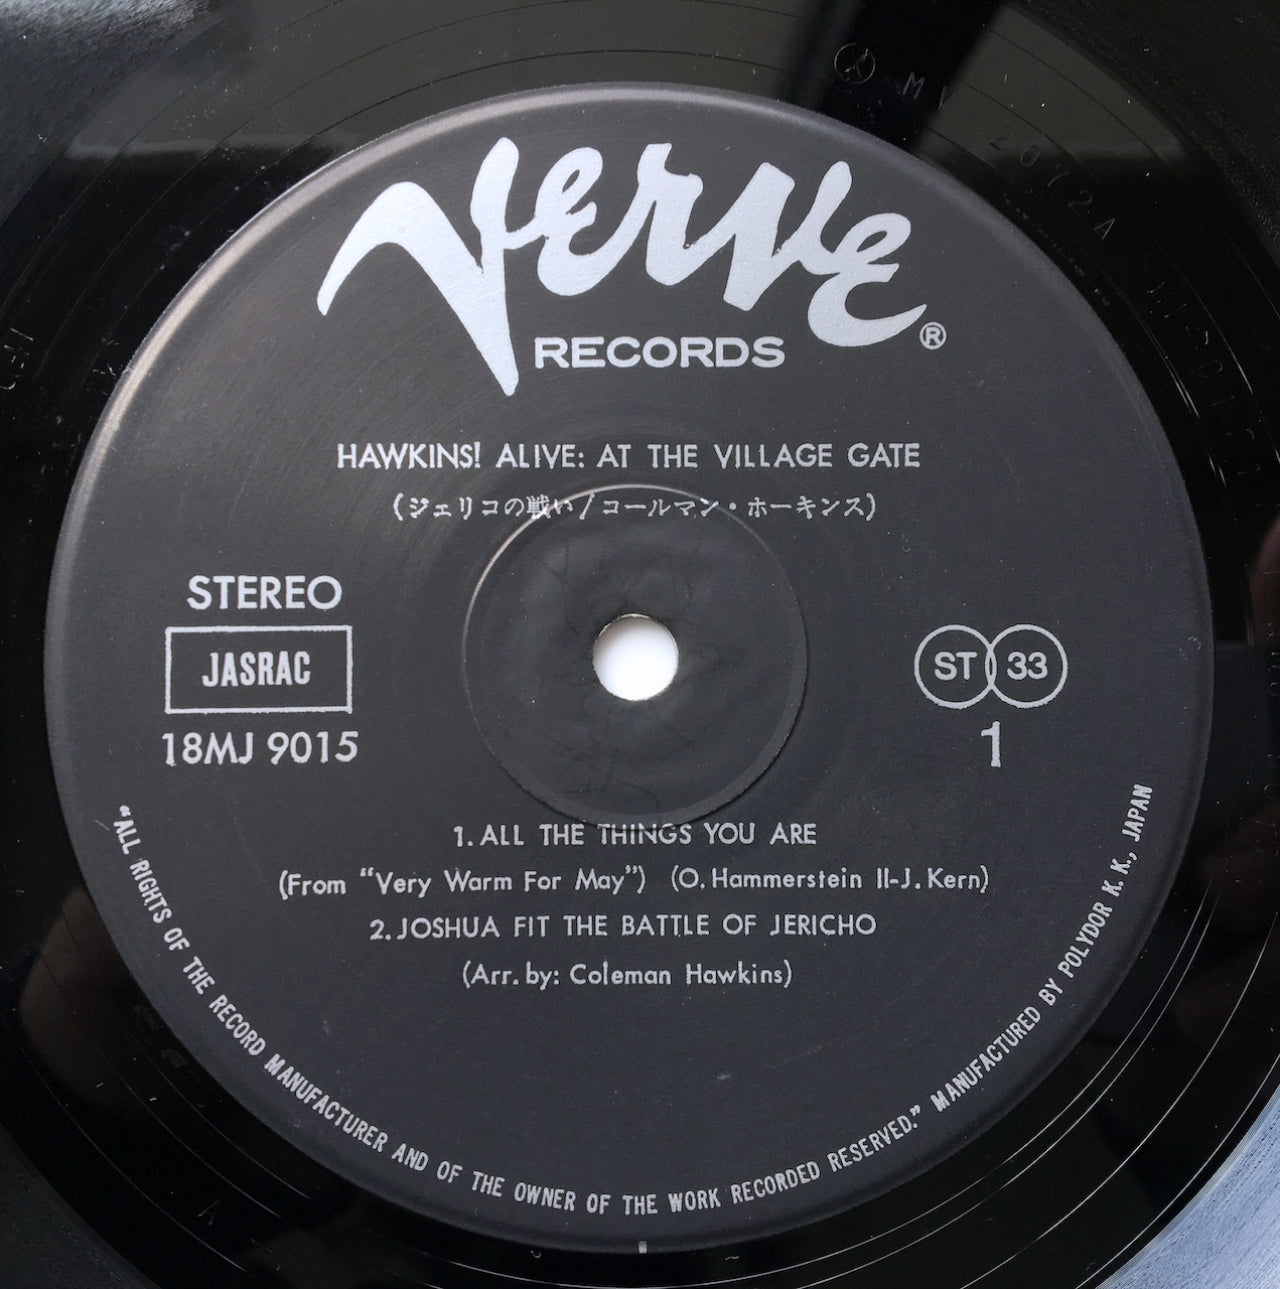 Verve
RECORDS ®
HAWKINS! ALIVE: AT THE VILLAGE GATE
(ジェリコの戦い/コールマン・ホーキンス)
STEREO
JASRAC
18MJ 9015
ST 33
1
1. ALL THE THINGS YOU ARE
(From “Very Warm For May”) (O. Hammerstein II-J. Kern)
2. JOSHUA FIT THE BATTLE OF JERICHO
(Arr. by: Coleman Hawkins)
“ALL RIGHTS OF THE RECORD MANUFACTURER AND OF THE OWNER OF THE WORK RECORDED RESERVED.” MANUFACTURED BY POLYDOR K. K., JAPAN
MV 2072A